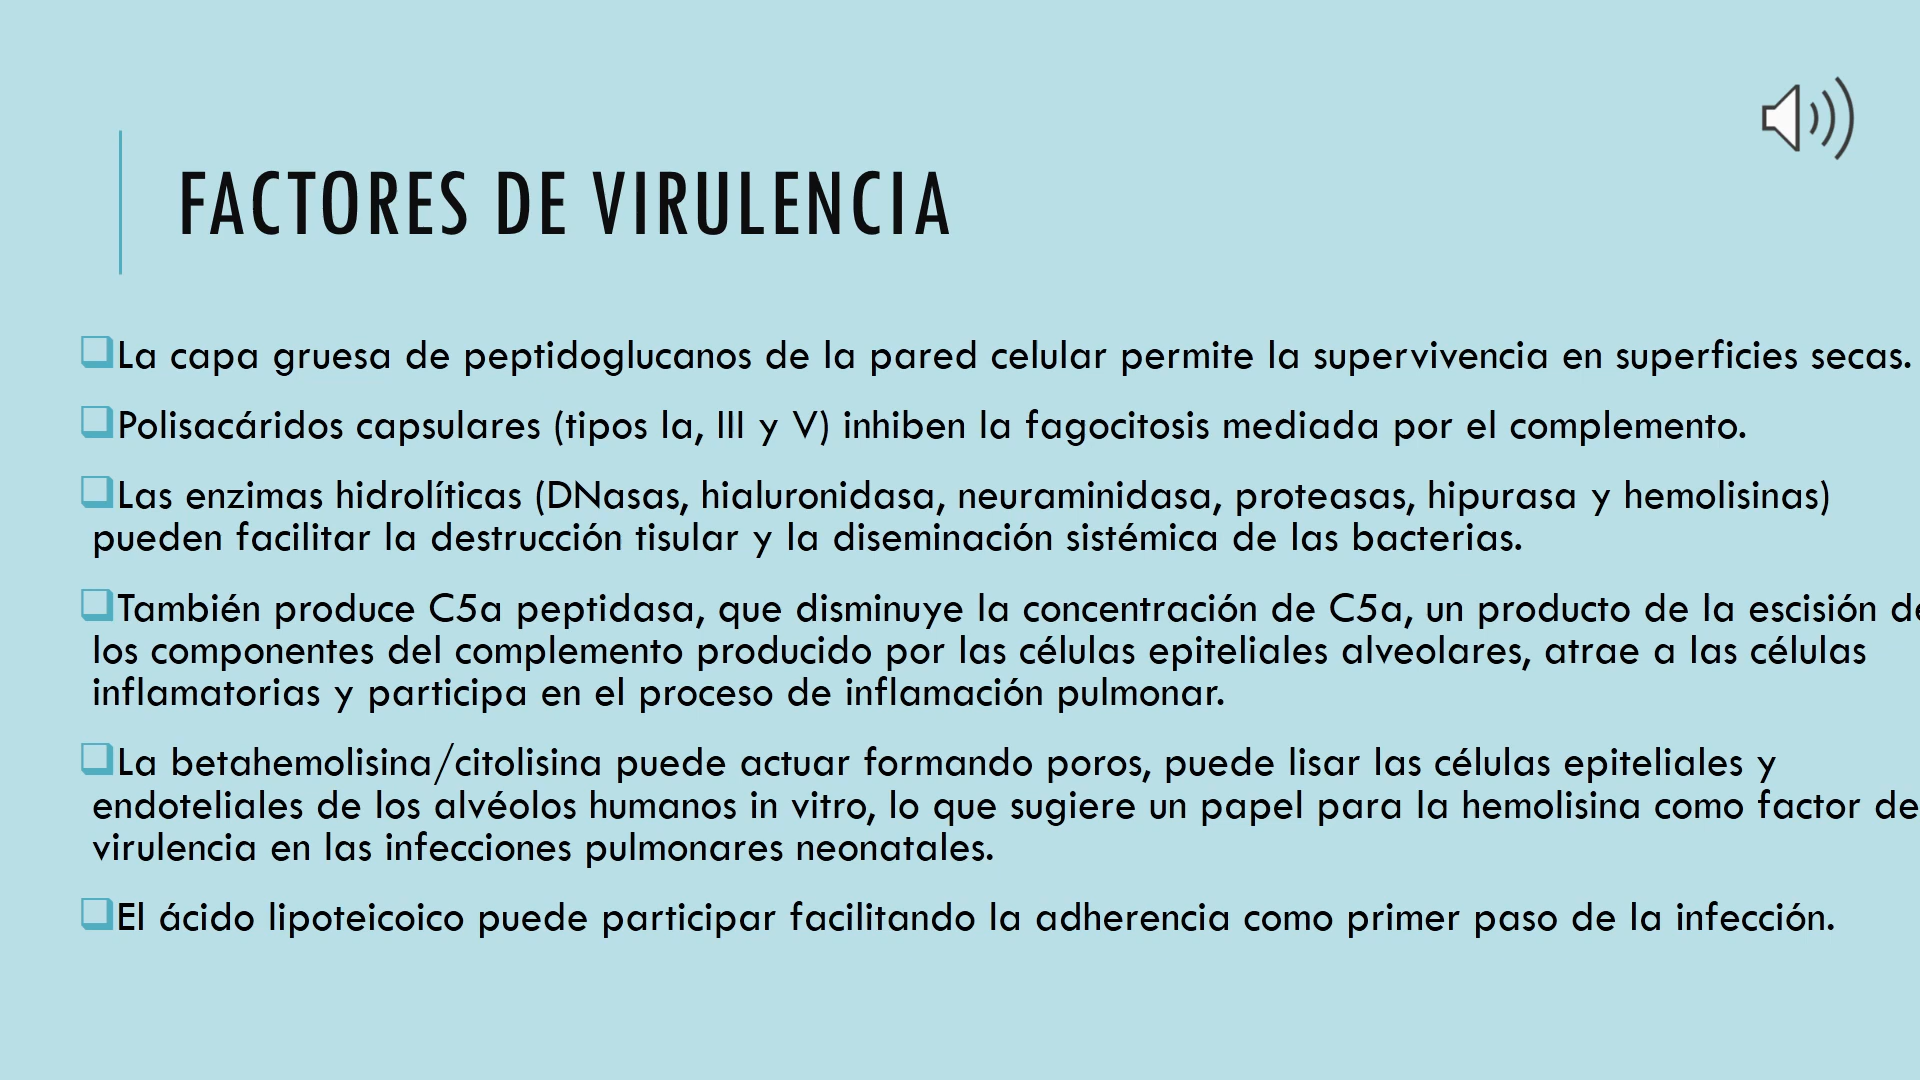 FACTORES DE VIRULENCIA
La capa gruesa de peptidoglucanos de la pared celular permite la supervivencia en superficies secas.
Polisacáridos capsulares (tipos la, III y V) inhiben la fagocitosis mediada por el complemento.
Las enzimas hidrolíticas (DNasas, hialuronidasa, neuraminidasa, proteasas, hipurasa y hemolisinas)
pueden facilitar la destrucción tisular y la diseminación sistémica de las bacterias.
También produce C5a peptidasa, que disminuye la concentración de C5a, un producto de la escisión de
los componentes del complemento producido por las células epiteliales alveolares, atrae a las células
inflamatorias y participa en el proceso de inflamación pulmonar.
La betahemolisina/citolisina puede actuar formando poros, puede lisar las células epiteliales y
endoteliales de los alvéolos humanos in vitro, lo que sugiere un papel para la hemolisina como factor de
virulencia en las infecciones pulmonares neonatales.
El ácido lipoteicoico puede participar facilitando la adherencia como primer paso de la infección.